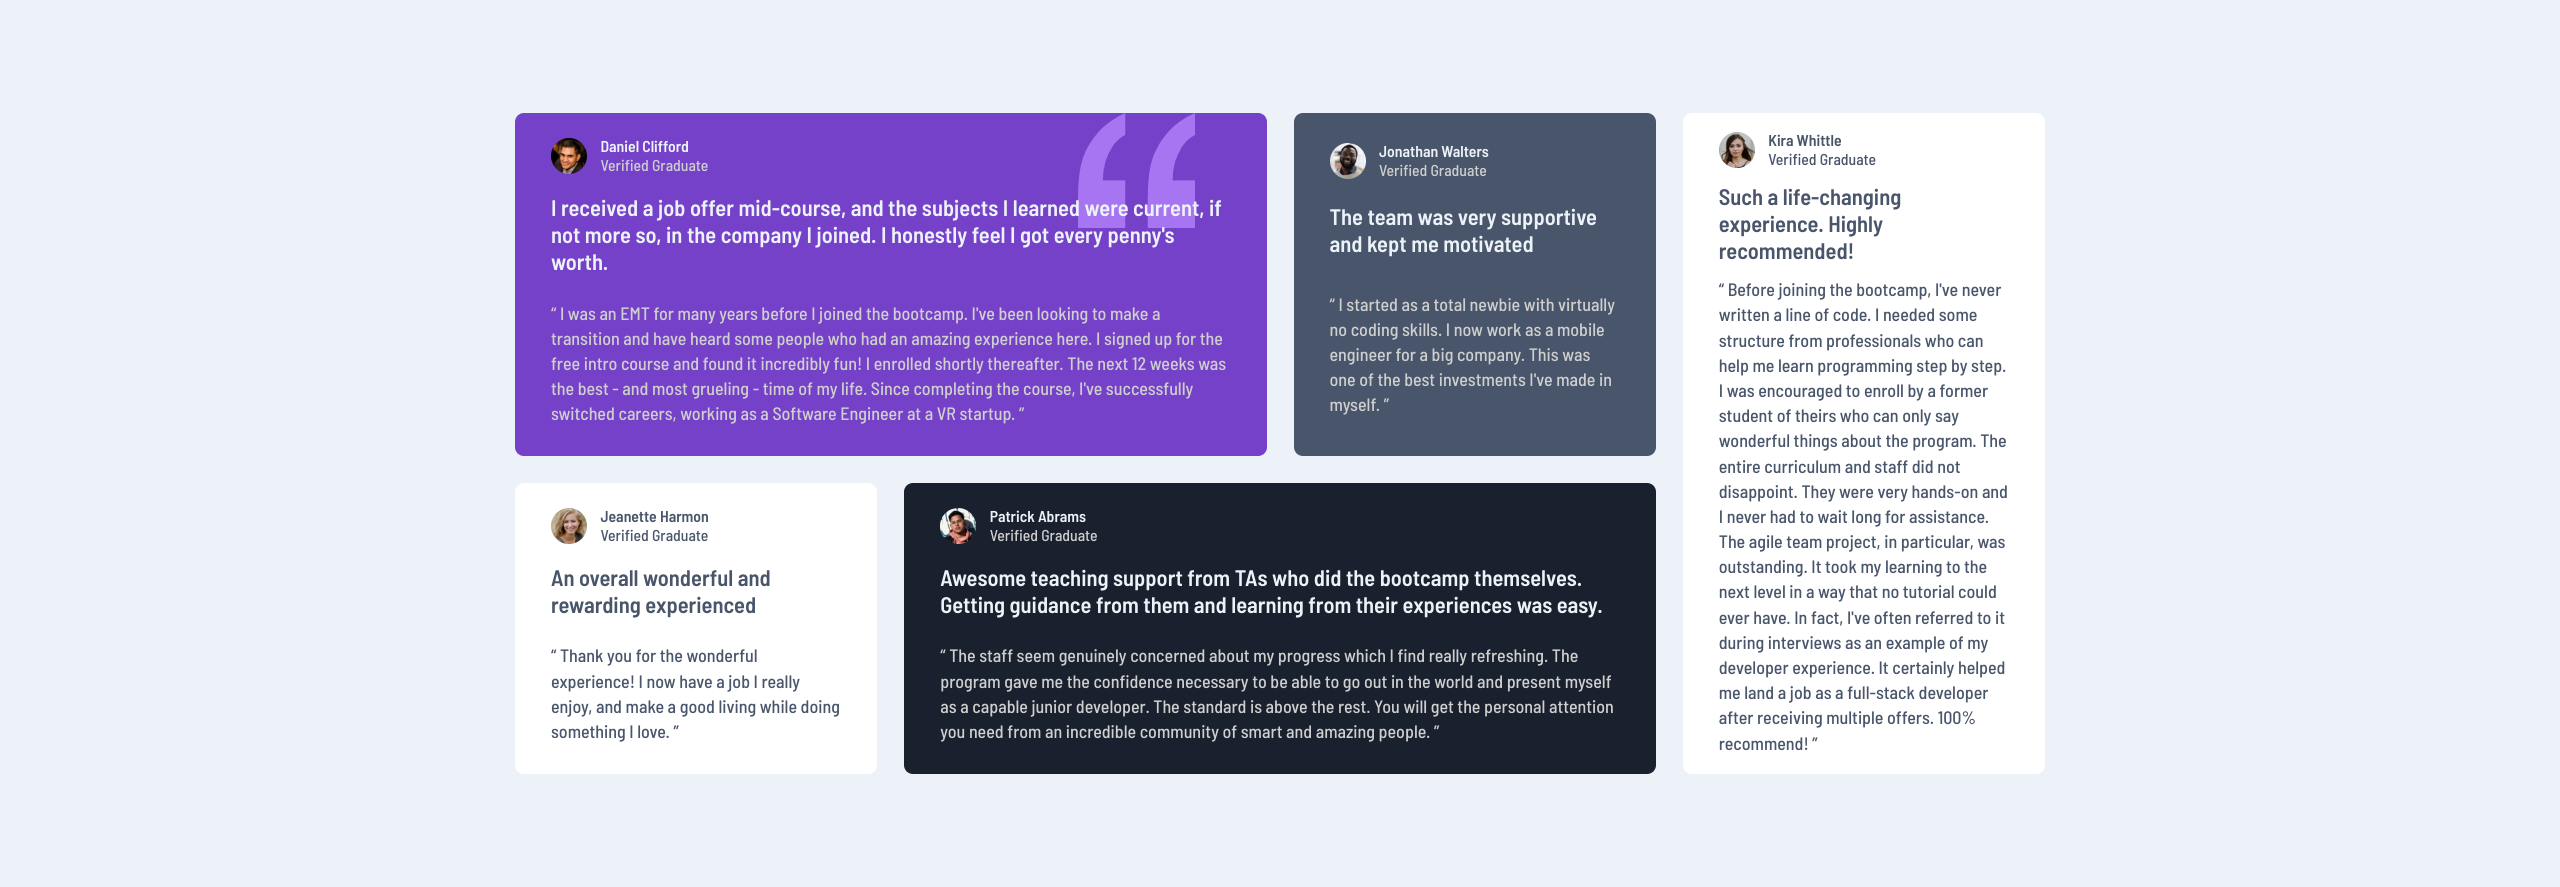 Daniel Clifford
Verified Graduate
I received a job offer mid-course, and the subjects I learned were current, if
not more so, in the company I joined. I honestly feel I got every penny's
worth.
“ I was an EMT for many years before I joined the bootcamp. I've been looking to make a
transition and have heard some people who had an amazing experience here. I signed up for the
free intro course and found it incredibly fun! I enrolled shortly thereafter. The next 12 weeks was
the best - and most grueling - time of my life. Since completing the course, I've successfully
switched careers, working as a Software Engineer at a VR startup. ”
Jonathan Walters
Verified Graduate
The team was very supportive
and kept me motivated
” I started as a total newbie with virtually
no coding skills. I now work as a mobile
engineer for a big company. This was
one of the best investments I've made in
myself. ”
Kira Whittle
Verified Graduate
Such a life-changing
experience. Highly
recommended!
“ Before joining the bootcamp, I've never
written a line of code. I needed some
structure from professionals who can
help me learn programming step by step.
I was encouraged to enroll by a former
student of theirs who can only say
wonderful things about the program. The
entire curriculum and staff did not
disappoint. They were very hands-on and
I never had to wait long for assistance.
The agile team project, in particular, was
outstanding. It took my learning to the
next level in a way that no tutorial could
ever have. In fact, I've often referred to it
during interviews as an example of my
developer experience. It certainly helped
me land a job as a full-stack developer
after receiving multiple offers. 100%
recommend! ”
Jeanette Harmon
Verified Graduate
An overall wonderful and
rewarding experienced
“ Thank you for the wonderful
experience! I now have a job I really
enjoy, and make a good living while doing
something I love. ”
Patrick Abrams
Verified Graduate
Awesome teaching support from TAs who did the bootcamp themselves.
Getting guidance from them and learning from their experiences was easy.
“ The staff seem genuinely concerned about my progress which I find really refreshing. The
program gave me the confidence necessary to be able to go out in the world and present myself
as a capable junior developer. The standard is above the rest. You will get the personal attention
you need from an incredible community of smart and amazing people. ”